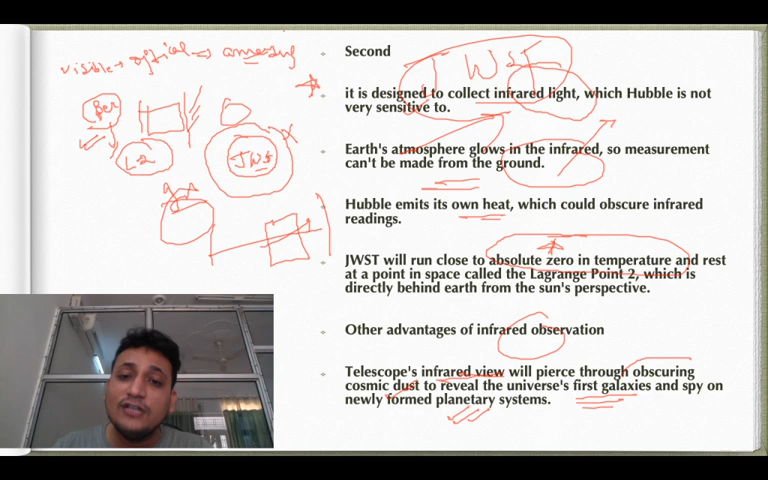 visible → optical →
Second
JWST
it is designed to collect infrared light, which Hubble is not
very sensitive to.
L2
JWST
Earth's atmosphere glows in the infrared, so measurement
can't be made from the ground.
Hubble emits its own heat, which could obscure infrared
readings.
JWST will run close to absolute zero in temperature and rest
at a point in space called the Lagrange Point 2, which is
directly behind earth from the sun's perspective.
Other advantages of infrared observation
Telescope's infrared view will pierce through obscuring
cosmic dust to reveal the universe's first galaxies and spy on
newly formed planetary systems.